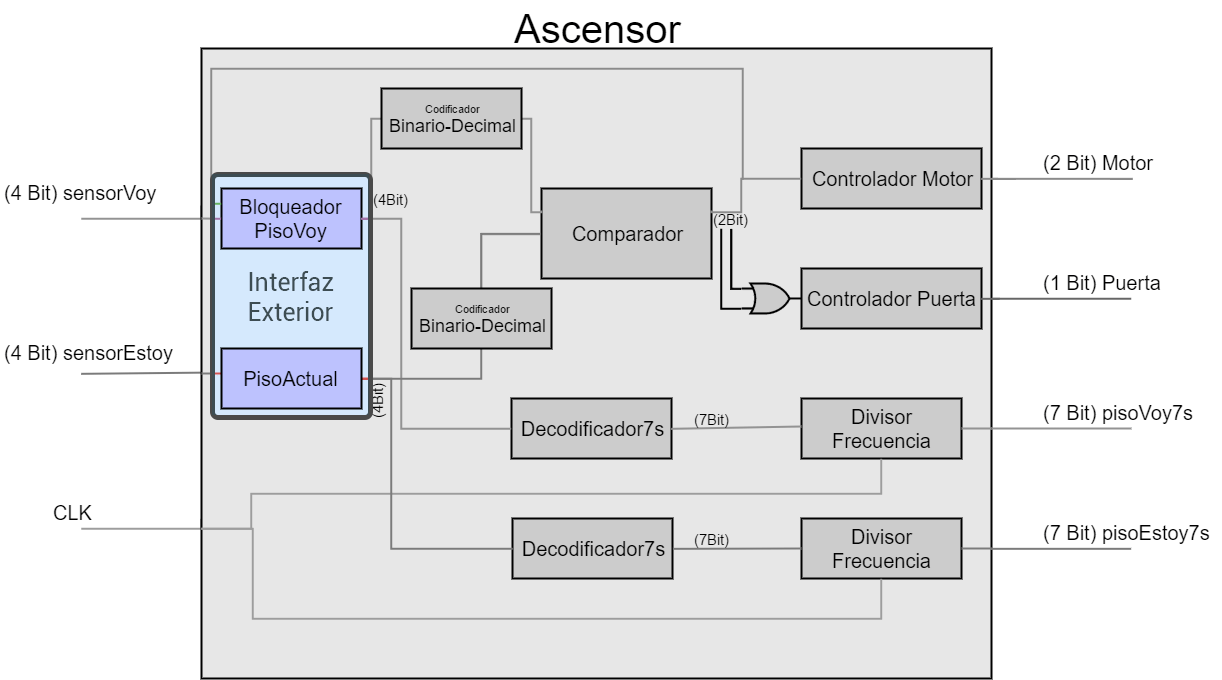 Ascensor
Codificador
Binario-Decimal
(4 Bit) sensorVoy
Bloqueador
PisoVoy
(4Bit)
Interfaz
Exterior
Comparador
(2Bit)
Controlador Motor
(2 Bit) Motor
Controlador Puerta
(1 Bit) Puerta
Codificador
Binario-Decimal
(4 Bit) sensorEstoy
PisoActual
(4Bit)
Decodificador7s
(7Bit)
Divisor
Frecuencia
(7 Bit) pisoVoy7s
CLK
Decodificador7s
(7Bit)
Divisor
Frecuencia
(7 Bit) pisoEstoy7s